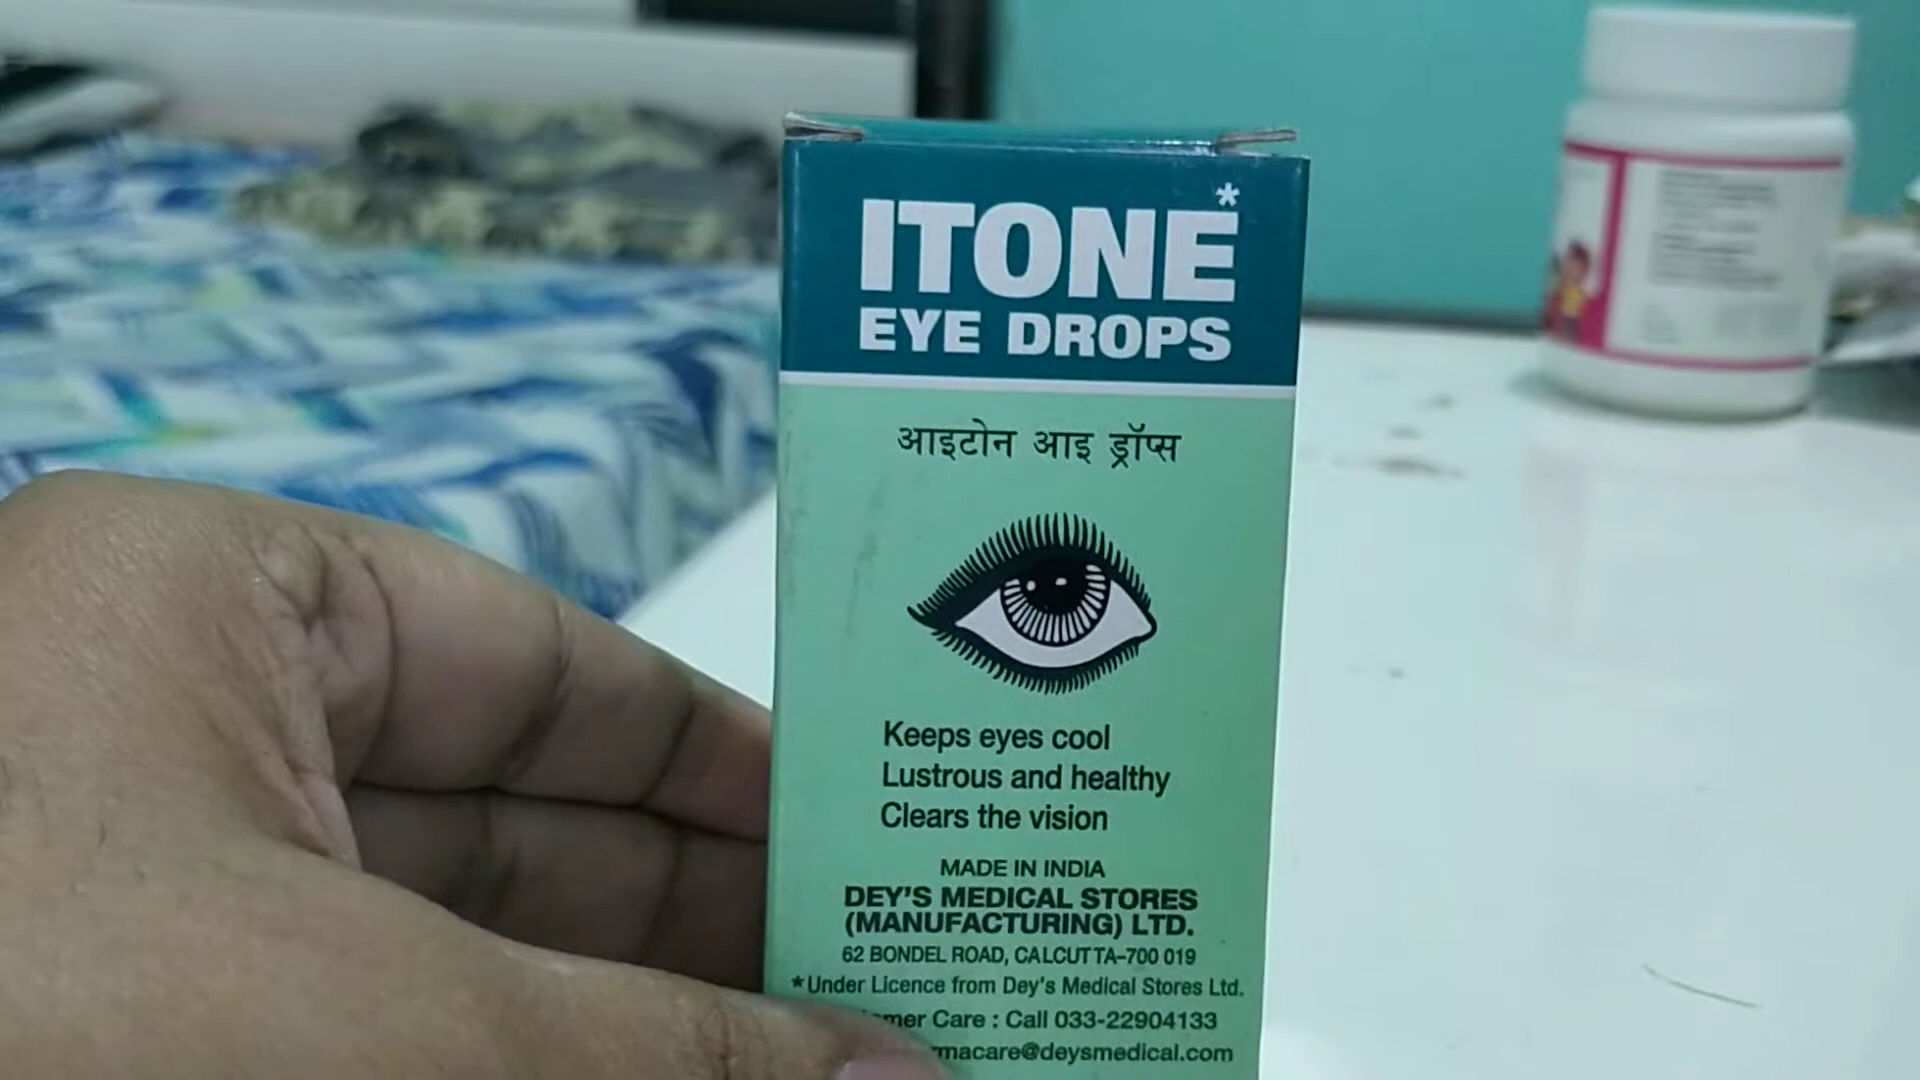 ITONE*
EYE DROPS
आइटोन आइ ड्रॉप्स
Keeps eyes cool
Lustrous and healthy
Clears the vision
MADE IN INDIA
DEY'S MEDICAL STORES
(MANUFACTURING) LTD.
62 BONDEL ROAD, CALCUTTA-700 019
*Under Licence from Dey's Medical Stores Ltd.
Care : Call 033-22904133
macare@deysmedical.com